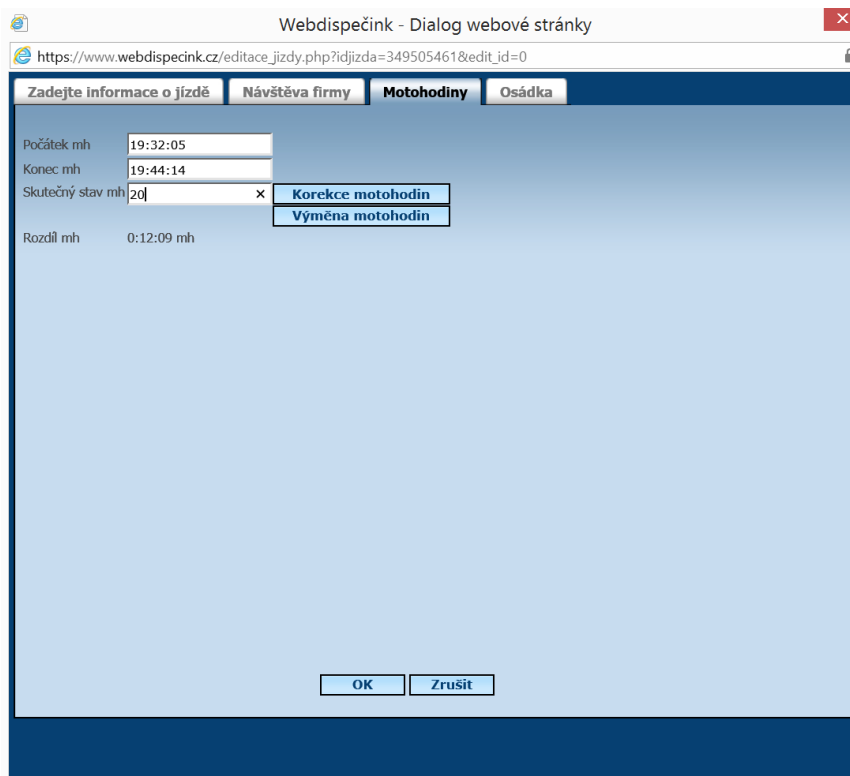 Webdispečink - Dialog webové stránky
https://www.webdispecink.cz/editace_jizdy.php?idjizda=349505461&edit_id=0
Zadejte informace o jízdě Návštěva firmy Motohodiny Osádka
Počátek mh 19:32:05
Konec mh 19:44:14
Skutečný stav mh 20 Korekce motohodin
Výměna motohodin
Rozdíl mh 0:12:09 mh
OK Zrušit